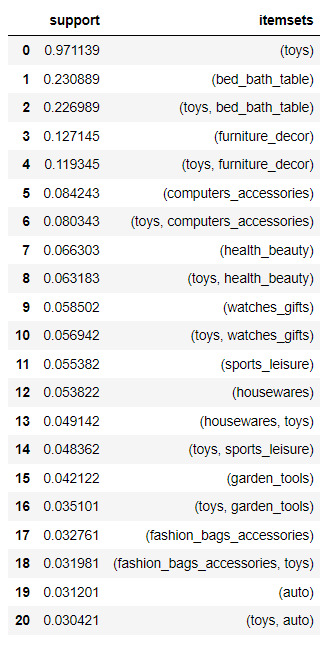 support itemsets
0 0.971139 (toys)
1 0.230889 (bed_bath_table)
2 0.226989 (toys, bed_bath_table)
3 0.127145 (furniture_decor)
4 0.119345 (toys, furniture_decor)
5 0.084243 (computers_accessories)
6 0.080343 (toys, computers_accessories)
7 0.066303 (health_beauty)
8 0.063183 (toys, health_beauty)
9 0.058502 (watches_gifts)
10 0.056942 (toys, watches_gifts)
11 0.055382 (sports_leisure)
12 0.053822 (housewares)
13 0.049142 (housewares, toys)
14 0.048362 (toys, sports_leisure)
15 0.042122 (garden_tools)
16 0.035101 (toys, garden_tools)
17 0.032761 (fashion_bags_accessories)
18 0.031981 (fashion_bags_accessories, toys)
19 0.031201 (auto)
20 0.030421 (toys, auto)